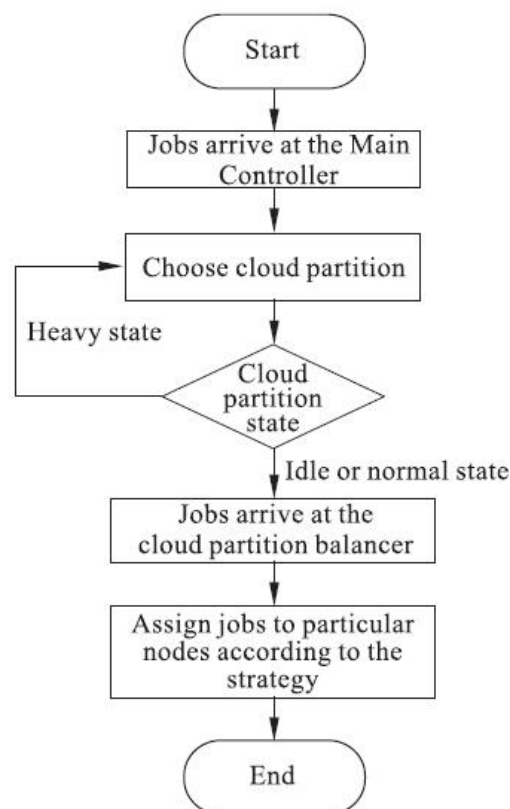 Start
Jobs arrive at the Main
Controller
Choose cloud partition
Heavy state
Cloud
partition
state
Idle or normal state
Jobs arrive at the
cloud partition balancer
Assign jobs to particular
nodes according to the
strategy
End